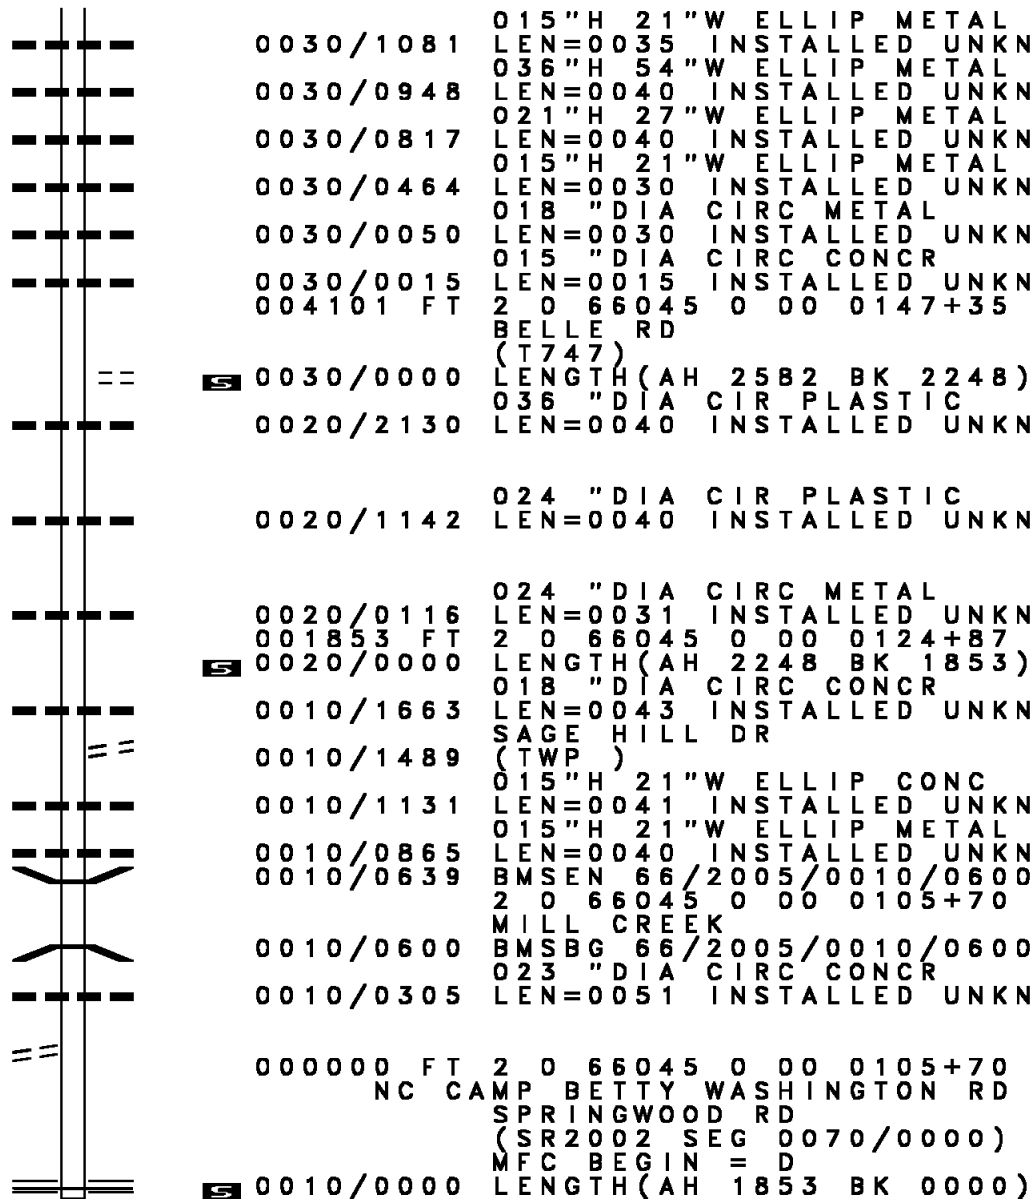 015"H 21"W ELLIP METAL
0030/1081 LEN=0035 INSTALLED UNKN
036"H 54"W ELLIP METAL
0030/0948 LEN=0040 INSTALLED UNKN
021"H 27"W ELLIP METAL
0030/0817 LEN=0040 INSTALLED UNKN
015"H 21"W ELLIP METAL
0030/0464 LEN=0030 INSTALLED UNKN
018 "DIA CIRC METAL
0030/0050 LEN=0030 INSTALLED UNKN
015 "DIA CIRC CONCR
0030/0015 LEN=0015 INSTALLED UNKN
004101 FT 2 0 66045 0 00 0147+35
BELLE RD
(T747)
S 0030/0000 LENGTH(AH 2582 BK 2248)
036 "DIA CIR PLASTIC
0020/2130 LEN=0040 INSTALLED UNKN
024 "DIA CIR PLASTIC
0020/1142 LEN=0040 INSTALLED UNKN
024 "DIA CIRC METAL
0020/0116 LEN=0031 INSTALLED UNKN
001853 FT 2 0 66045 0 00 0124+87
S 0020/0000 LENGTH(AH 2248 BK 1853)
018 "DIA CIRC CONCR
0010/1663 LEN=0043 INSTALLED UNKN
SAGE HILL DR
0010/1489 (TWP )
015"H 21"W ELLIP CONC
0010/1131 LEN=0041 INSTALLED UNKN
015"H 21"W ELLIP METAL
0010/0865 LEN=0040 INSTALLED UNKN
0010/0639 BMSEN 66/2005/0010/0600
2 0 66045 0 00 0105+70
MILL CREEK
0010/0600 BMSBG 66/2005/0010/0600
023 "DIA CIRC CONCR
0010/0305 LEN=0051 INSTALLED UNKN
000000 FT 2 0 66045 0 00 0105+70
NC CAMP BETTY WASHINGTON RD
SPRINGWOOD RD
(SR2002 SEG 0070/0000)
MFC BEGIN = D
S 0010/0000 LENGTH(AH 1853 BK 0000)